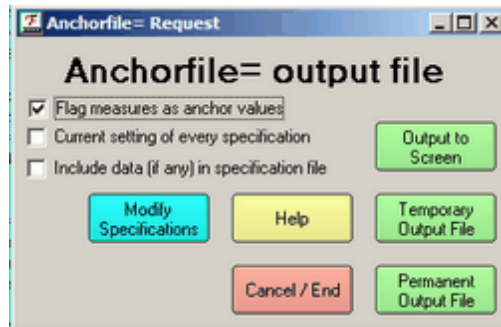 Anchorfile= Request
Anchorfile= output file
Flag measures as anchor values
Current setting of every specification
Include data (if any) in specification file
Output to
Screen
Modify
Specifications
Help
Temporary
Output File
Cancel / End
Permanent
Output File